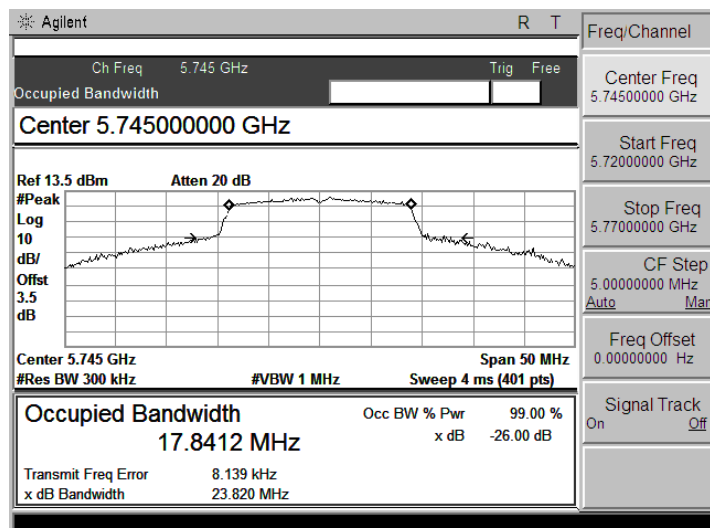 Agilent R T
Ch Freq 5.745 GHz Trig Free
Occupied Bandwidth
Center 5.745000000 GHz
Ref 13.5 dBm Atten 20 dB
#Peak
Log
10
dB/
Offst
3.5
dB
Center 5.745 GHz Span 50 MHz
#Res BW 300 kHz #VBW 1 MHz Sweep 4 ms (401 pts)
Occupied Bandwidth Occ BW % Pwr 99.00 %
17.8412 MHz x dB -26.00 dB
Transmit Freq Error 8.139 kHz
x dB Bandwidth 23.820 MHz
Freq/Channel
Center Freq
5.74500000 GHz
Start Freq
5.72000000 GHz
Stop Freq
5.77000000 GHz
CF Step
5.00000000 MHz
Auto Man
Freq Offset
0.00000000 Hz
Signal Track
On Off